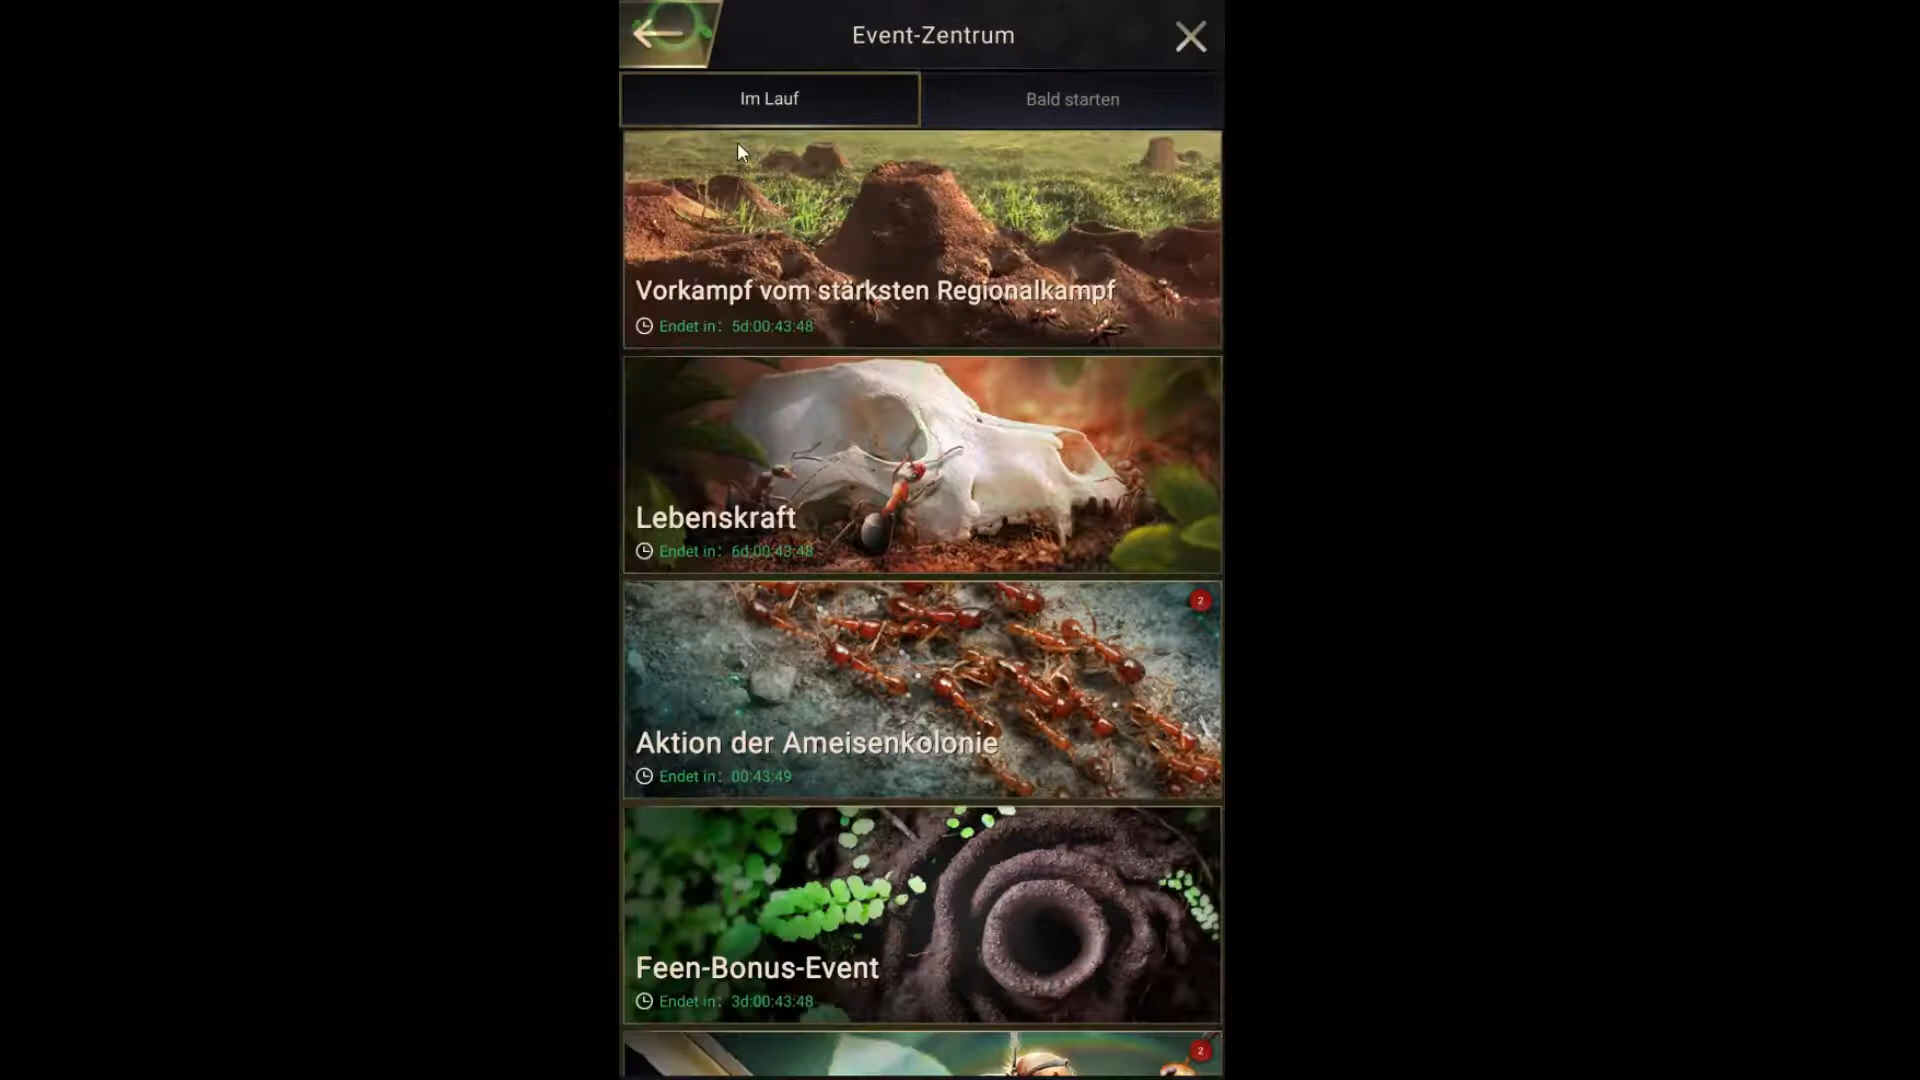 Event-Zentrum
Im Lauf
Bald starten
Vorkampf vom stärksten Regionalkampf
Endet in: 5d:00:43:48
Lebenskraft
Endet in: 6d:00:43:48
2
Aktion der Ameisenkolonie
Endet in: 00:43:49
Feen-Bonus-Event
Endet in: 3d:00:43:48
2